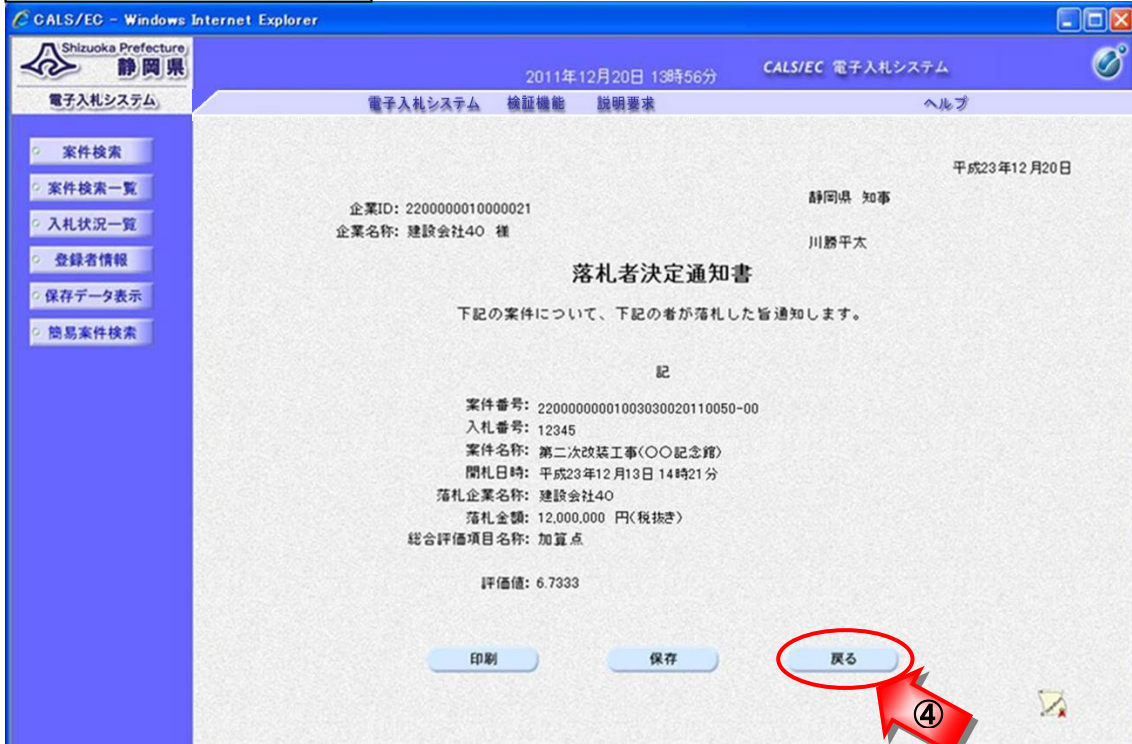 CALS/EC - Windows Internet Explorer
Shizuoka Prefecture
静岡県
2011年12月20日 13時56分
CALS/EC 電子入札システム
電子入札システム
電子入札システム 検証機能 説明要求 ヘルプ
案件検索
案件検索一覧
入札状況一覧
登録者情報
保存データ表示
簡易案件検索
平成23年12月20日
静岡県 知事
企業ID: 2200000010000021
企業名称: 建設会社40 様
川勝平太
落札者決定通知書
下記の案件について、下記の者が落札した旨通知します。
記
案件番号: 22000000001003030020110050-00
入札番号: 12345
案件名称: 第二次改装工事(〇〇記念館)
開札日時: 平成23年12月13日 14時21分
落札企業名称: 建設会社40
落札金額: 12,000,000 円(税抜き)
総合評価項目名称: 加算点
評価値: 6.7333
印刷 保存 戻る
④